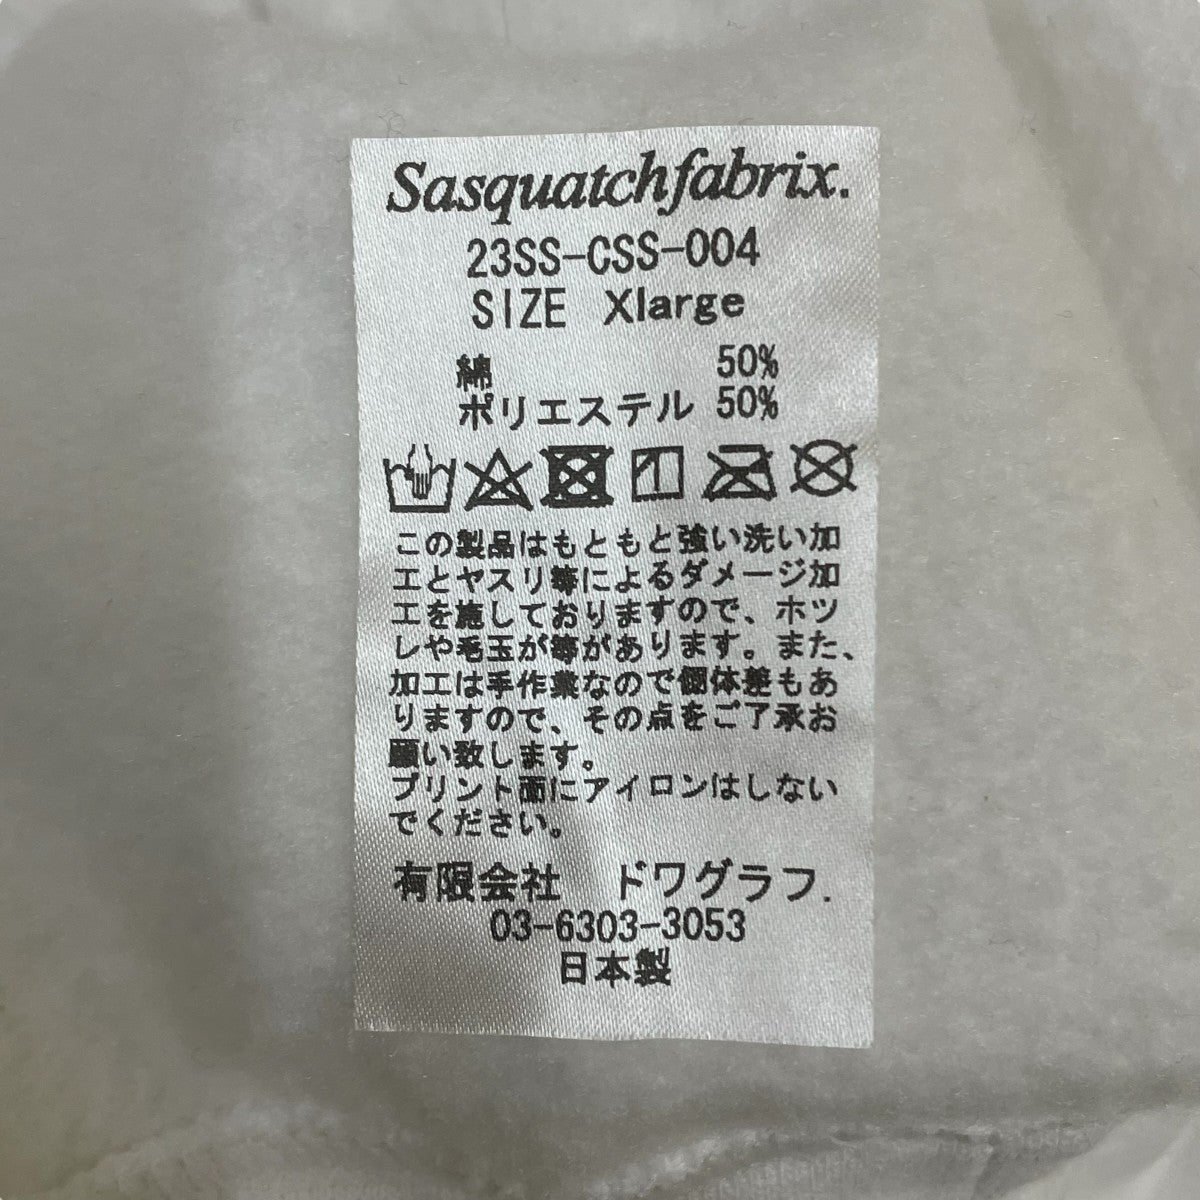 Sasquatchfabrix.
23SS-CSS-004
SIZE Xlarge
綿 50%
ポリエステル 50%
この製品はもともと強い洗い加
工とヤスリ等によるダメージ加
工を施しておりますので、ホツ
レや毛玉が等があります。また、
加工は手作業なので個体差もあ
りますので、その点をご了承お
願い致します。
プリント面にアイロンはしない
でください。
有限会社 ドワグラフ.
03-6303-3053
日本製